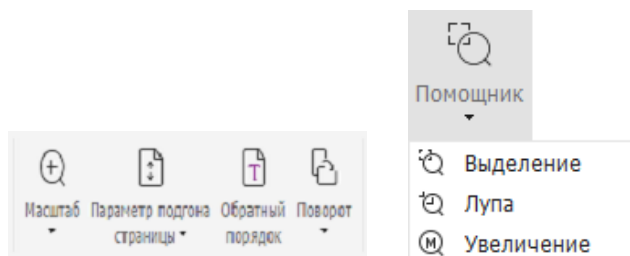 Помощник
Масштаб Параметр подгона страницы Обратный порядок Поворот
Выделение
Лупа
Увеличение